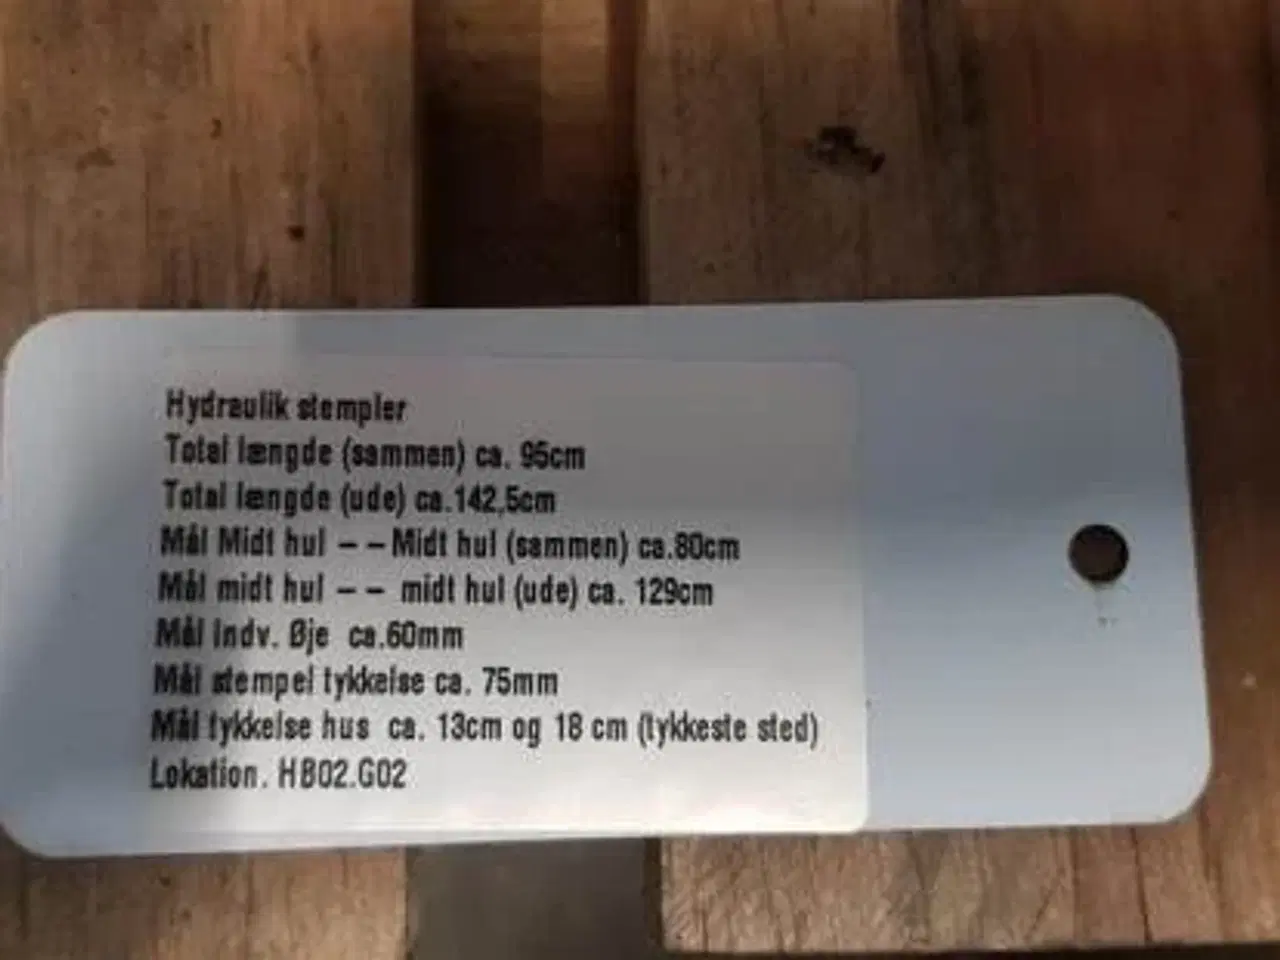 Hydraulik stempler
Total længde (sammen) ca. 95cm
Total længde (ude) ca.142,5cm
Mål Midt hul – – Midt hul (sammen) ca.80cm
Mål midt hul – – midt hul (ude) ca. 129cm
Mål indv. Øje ca.60mm
Mål stempel tykkelse ca. 75mm
Mål tykkelse hus ca. 13cm og 18 cm (tykkeste sted)
Lokation. HB02.G02